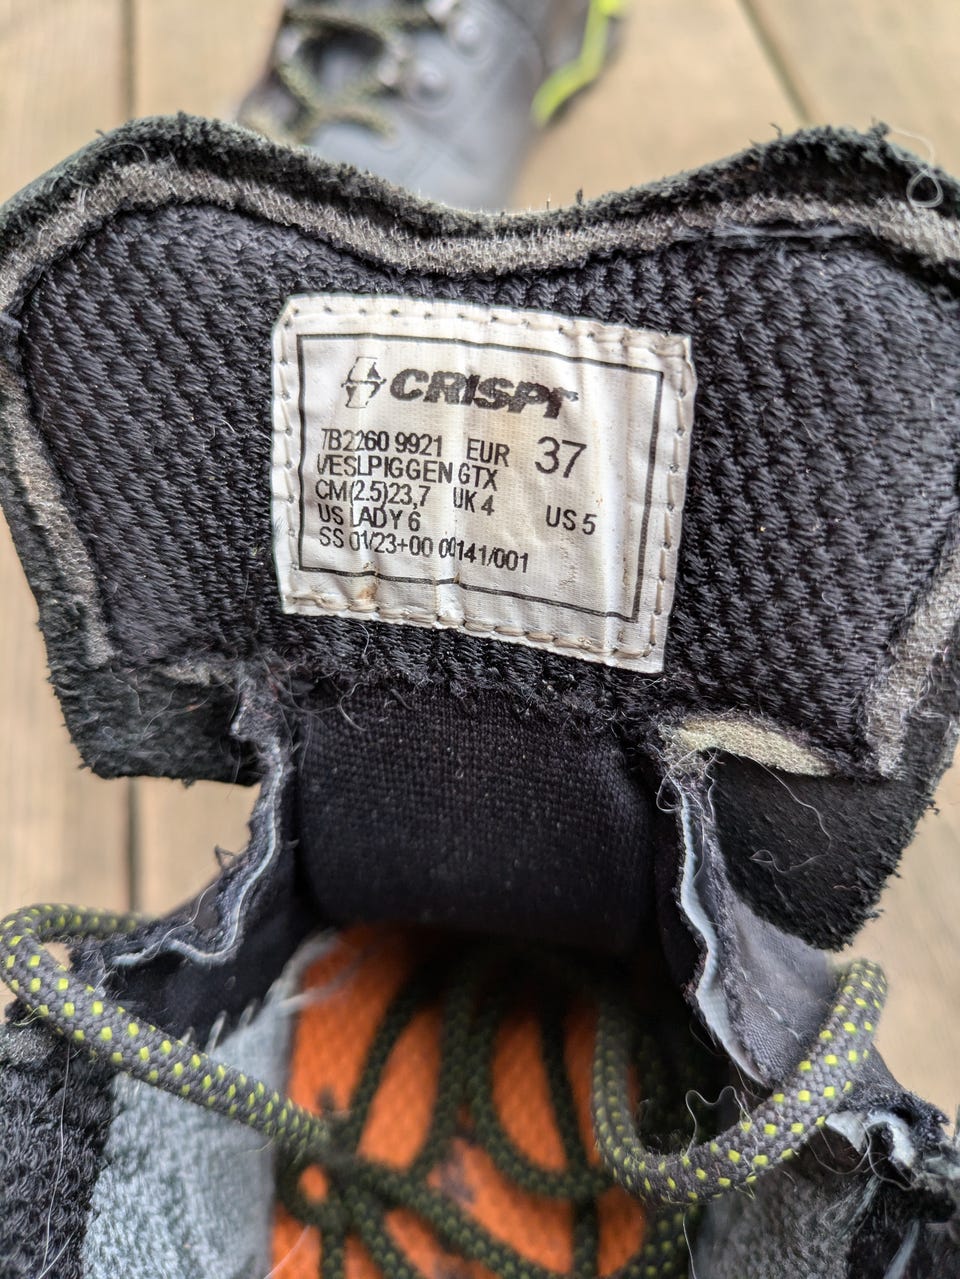 CRISPI
TB2260 9921 EUR 37
VESLPIGGEN GTX
CM(2.5)23,7 UK 4 US 5
US LADY 6
SS 01/23+00 00141/001